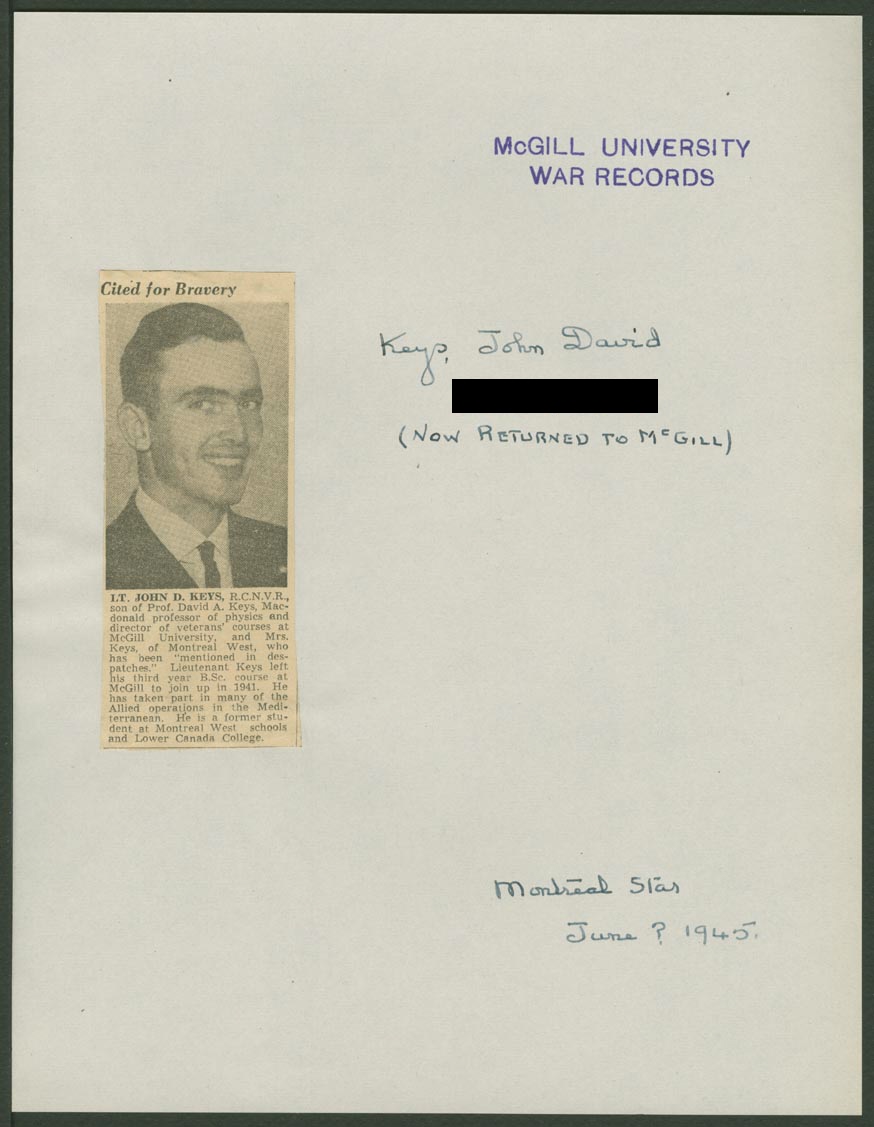 McGILL UNIVERSITY
WAR RECORDS
Cited for Bravery
LT. JOHN D. KEYS, R.C.N.V.R.,
son of Prof. David A. Keys, Mac-
donald professor of physics and
director of veterans' courses at
McGill University, and Mrs.
Keys, of Montreal West, who
has been "mentioned in des-
patches." Lieutenant Keys left
his third year B.Sc. course at
McGill to join up in 1941. He
has taken part in many of the
Allied operations in the Medi-
terranean. He is a former stu-
dent at Montreal West schools
and Lower Canada College.
Keys, John David
(NOW RETURNED TO McGILL)
Montreal Star
June ? 1945.